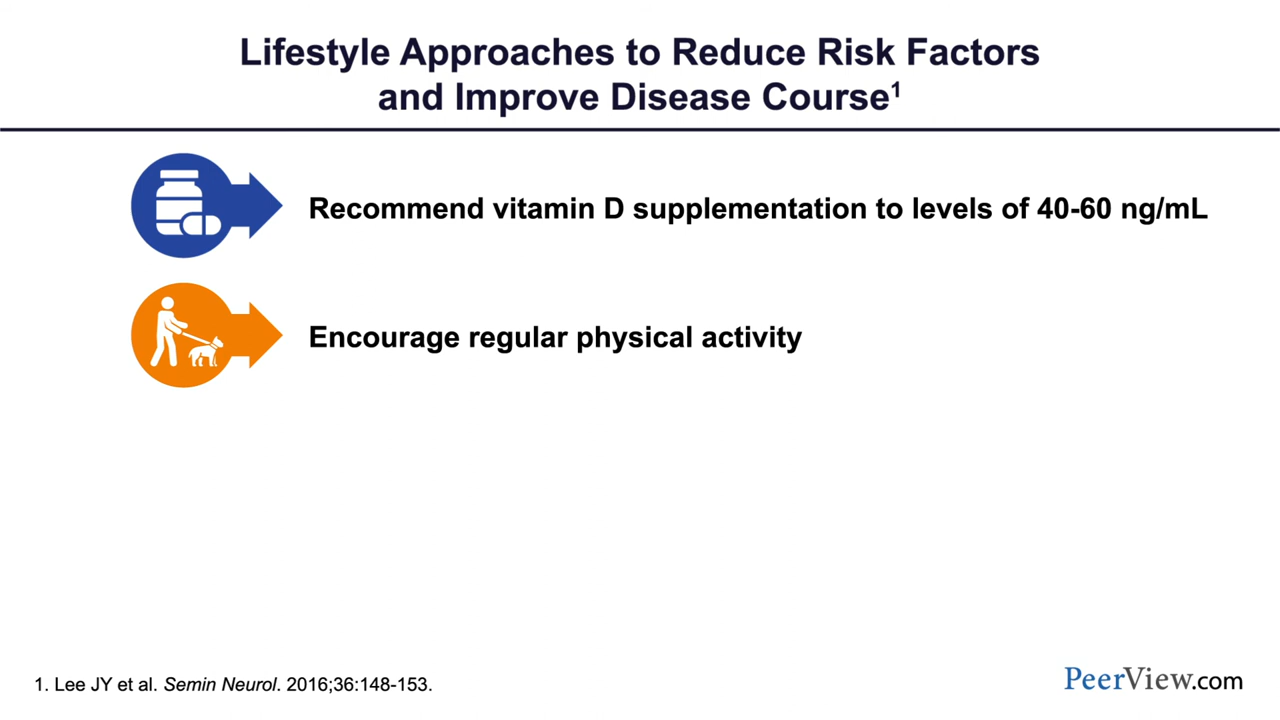 Lifestyle Approaches to Reduce Risk Factors
and Improve Disease Course¹
Recommend vitamin D supplementation to levels of 40-60 ng/mL
Encourage regular physical activity
1. Lee JY et al. Semin Neurol. 2016;36:148-153.
PeerView.com